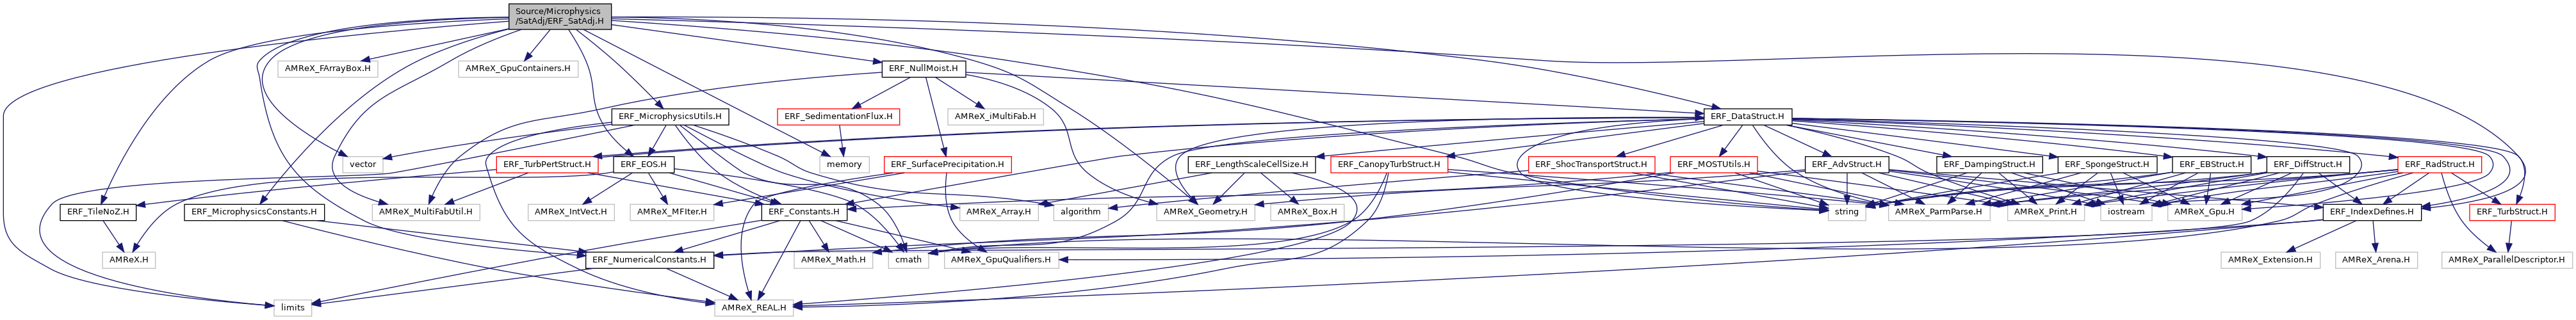 Source/Microphysics
/SatAdj/ERF_SatAdj.H
AMReX_FArrayBox.H
AMReX_GpuContainers.H
ERF_NullMoist.H
ERF_MicrophysicsUtils.H
ERF_SedimentationFlux.H
AMReX_iMultiFab.H
ERF_DataStruct.H
vector
ERF_TurbPertStruct.H
ERF_EOS.H
memory
ERF_SurfacePrecipitation.H
ERF_LengthScaleCellSize.H
ERF_CanopyTurbStruct.H
ERF_ShocTransportStruct.H
ERF_MOSTUtils.H
ERF_AdvStruct.H
ERF_DampingStruct.H
ERF_SpongeStruct.H
ERF_EBStruct.H
ERF_DiffStruct.H
ERF_RadStruct.H
ERF_TileNoZ.H
ERF_MicrophysicsConstants.H
AMReX_MultiFabUtil.H
AMReX_IntVect.H
AMReX_MFIter.H
ERF_Constants.H
AMReX_Array.H
algorithm
AMReX_Geometry.H
AMReX_Box.H
string
AMReX_ParmParse.H
AMReX_Print.H
iostream
AMReX_Gpu.H
ERF_IndexDefines.H
ERF_TurbStruct.H
AMReX.H
ERF_NumericalConstants.H
AMReX_Math.H
cmath
AMReX_GpuQualifiers.H
AMReX_Extension.H
AMReX_Arena.H
AMReX_ParallelDescriptor.H
limits
AMReX_REAL.H